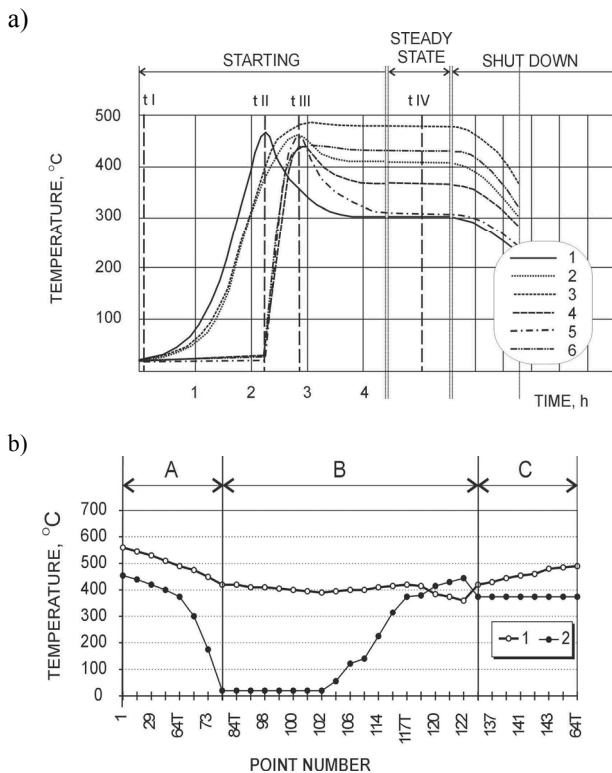 a)
STEADY
STARTING STATE SHUT DOWN
t I t II t III t IV
500
400
300
200
100
TEMPERATURE, °C
1
2
3
4
5
6
1 2 3 4 TIME, h
b)
A B C
700
600
500
400
300
200
100
0
TEMPERATURE, °C
1 2
1 29 64T 73 84T 98 100 102 106 114 117T 120 122 137 141 143 64T
POINT NUMBER